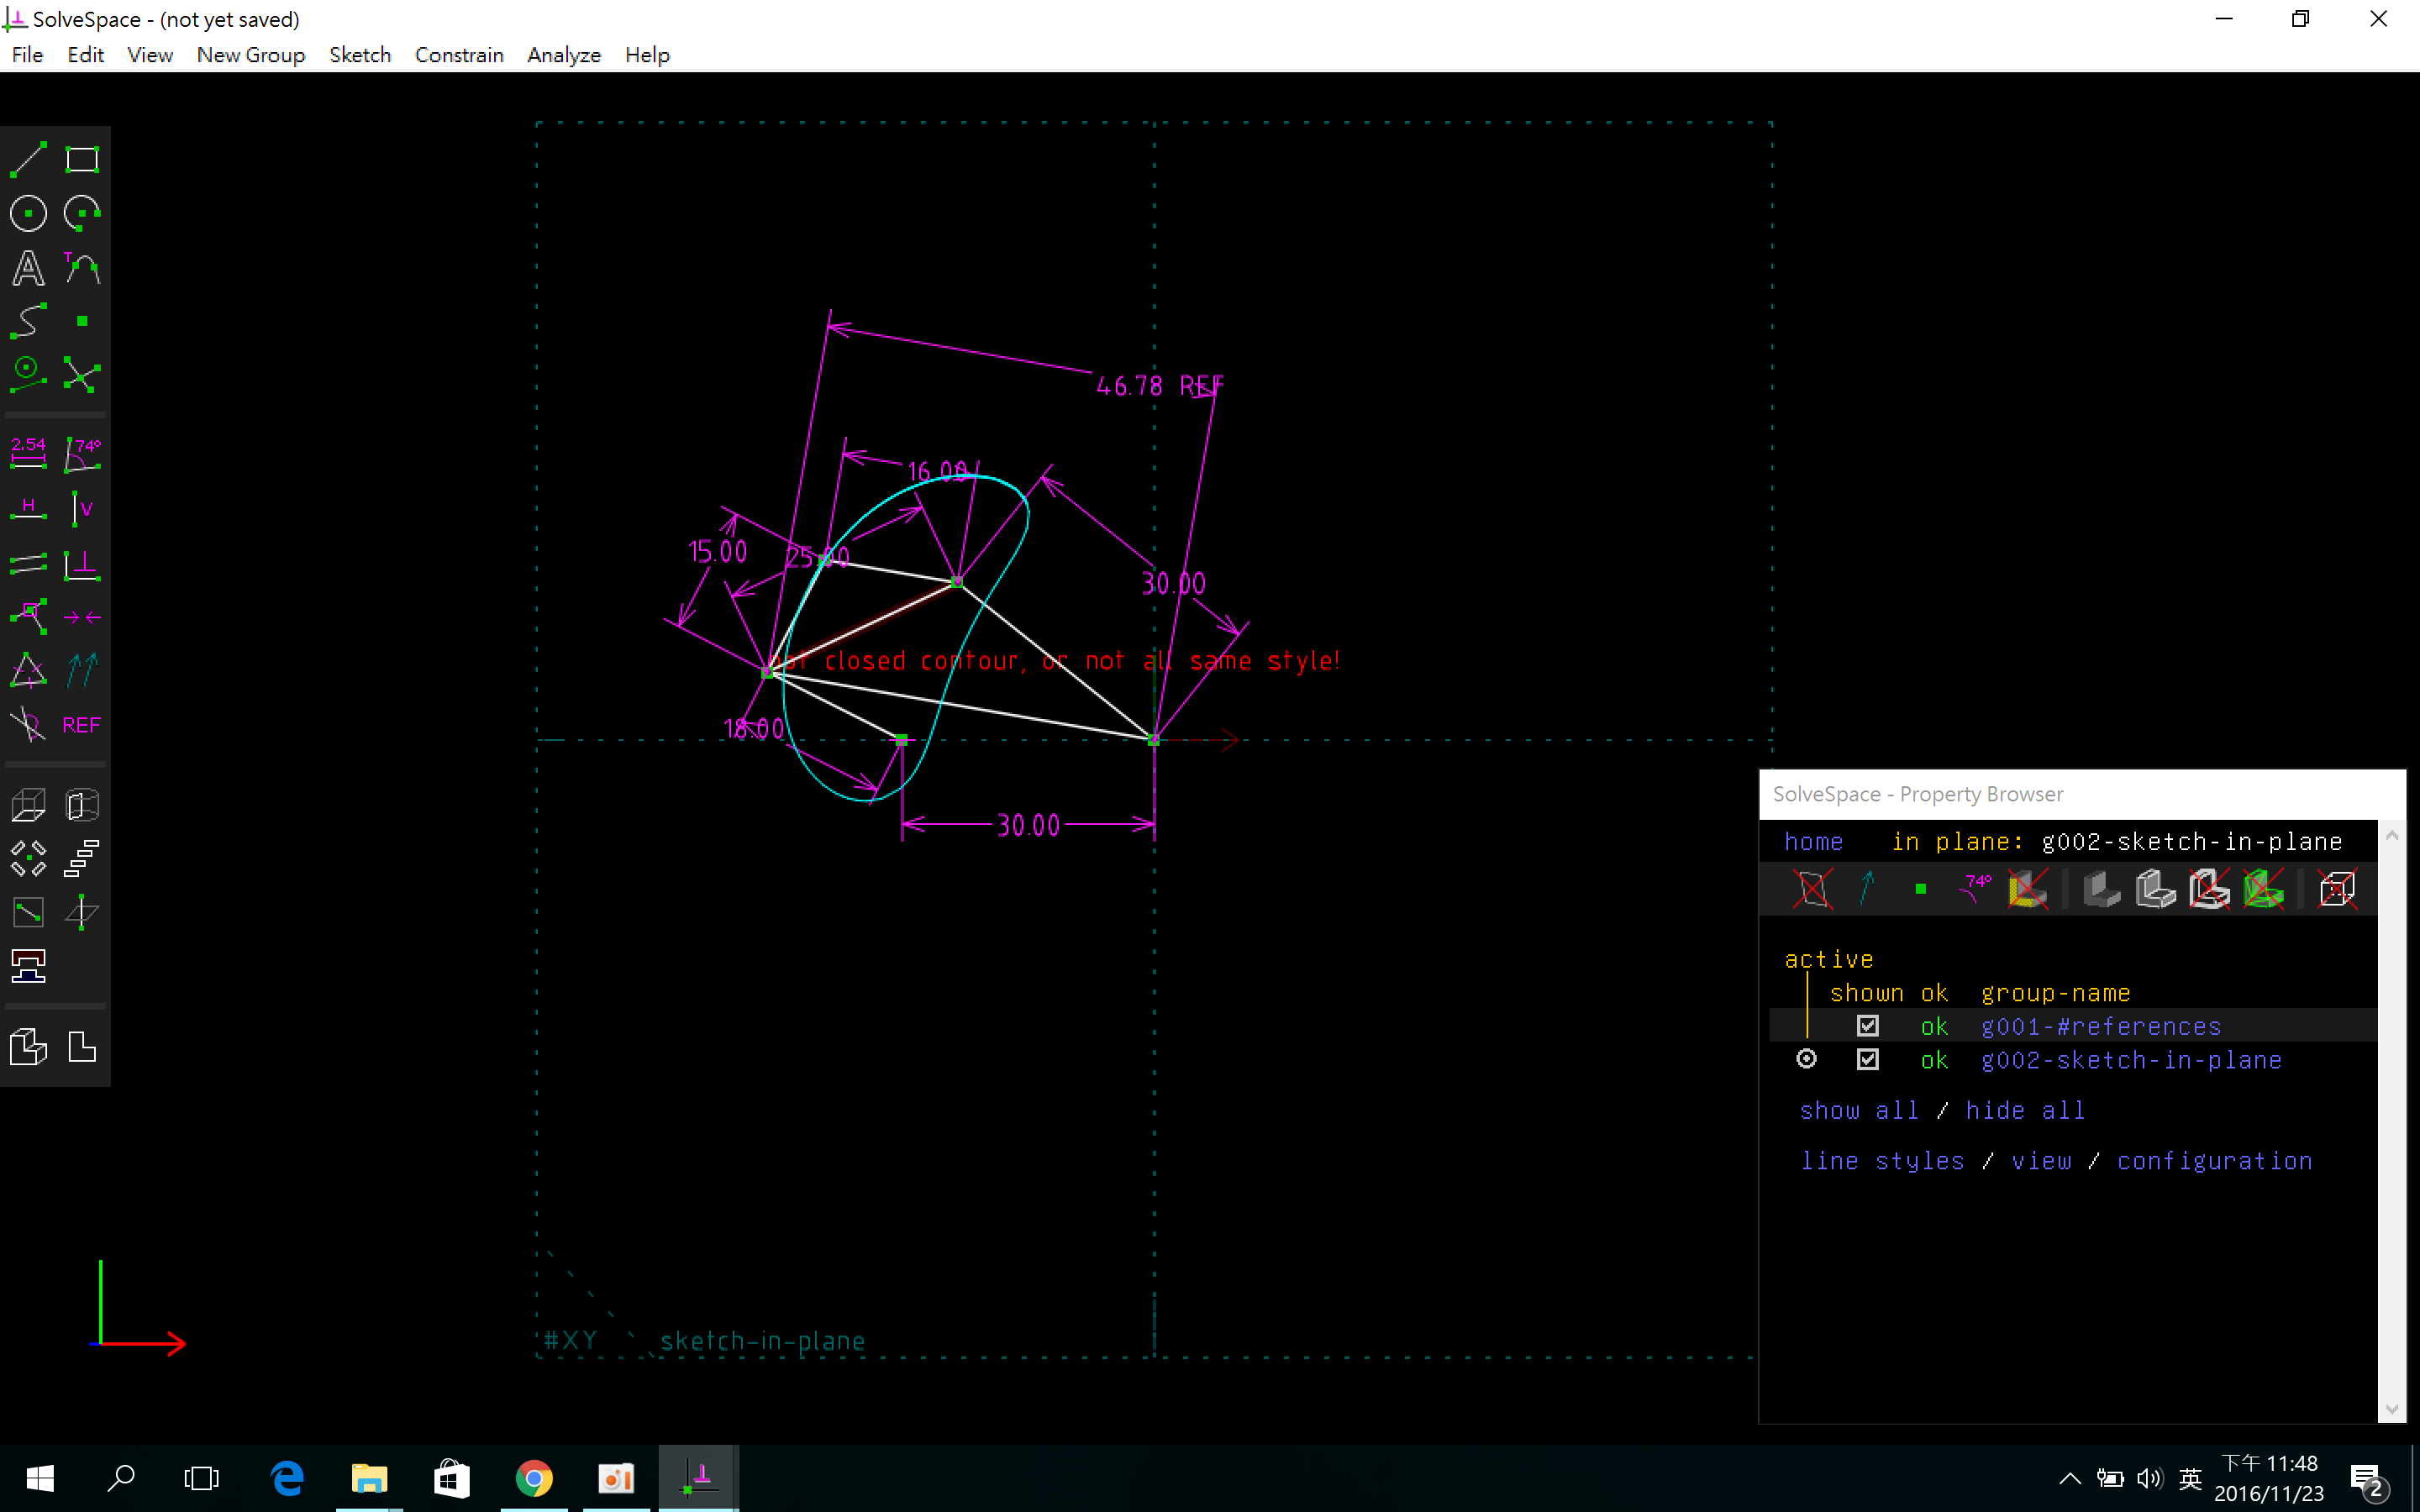 SolveSpace - (not yet saved)
File Edit View New Group Sketch Constrain Analyze Help
A T
2.54 74°
H V
REF
46.78 REF
16.00
15.00
25.00
30.00
closed contour, or not all same style!
18.00
30.00
SolveSpace - Property Browser
home in plane: g002-sketch-in-plane
74°
active
shown ok group-name
ok g001-#references
ok g002-sketch-in-plane
show all / hide all
line styles / view / configuration
#XY sketch-in-plane
英
下午 11:48
2016/11/23
2